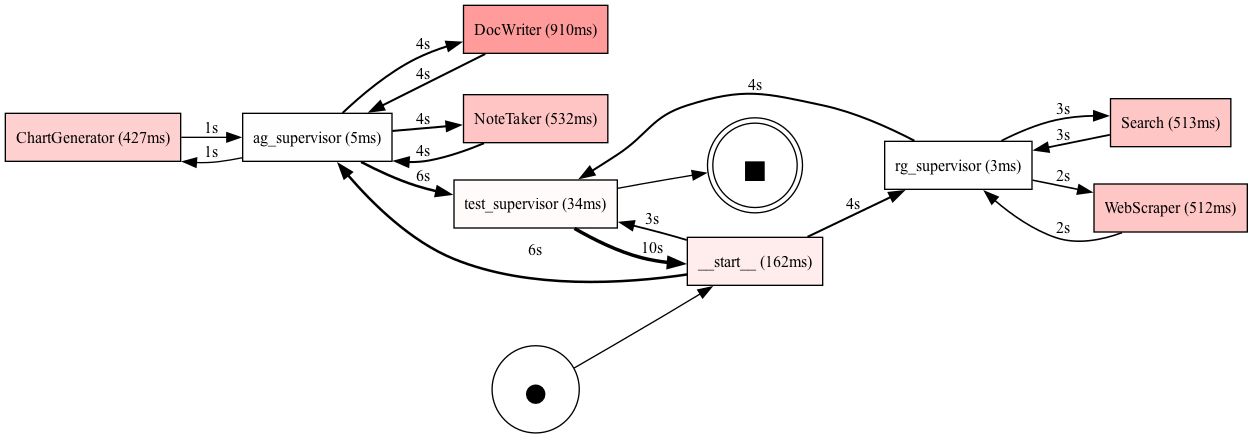 DocWriter (910ms)
4s
4s
4s
ChartGenerator (427ms)
1s
1s
ag_supervisor (5ms)
4s
NoteTaker (532ms)
4s
6s
test_supervisor (34ms)
3s
10s
6s
__start__ (162ms)
4s
rg_supervisor (3ms)
3s
3s
Search (513ms)
2s
2s
WebScraper (512ms)